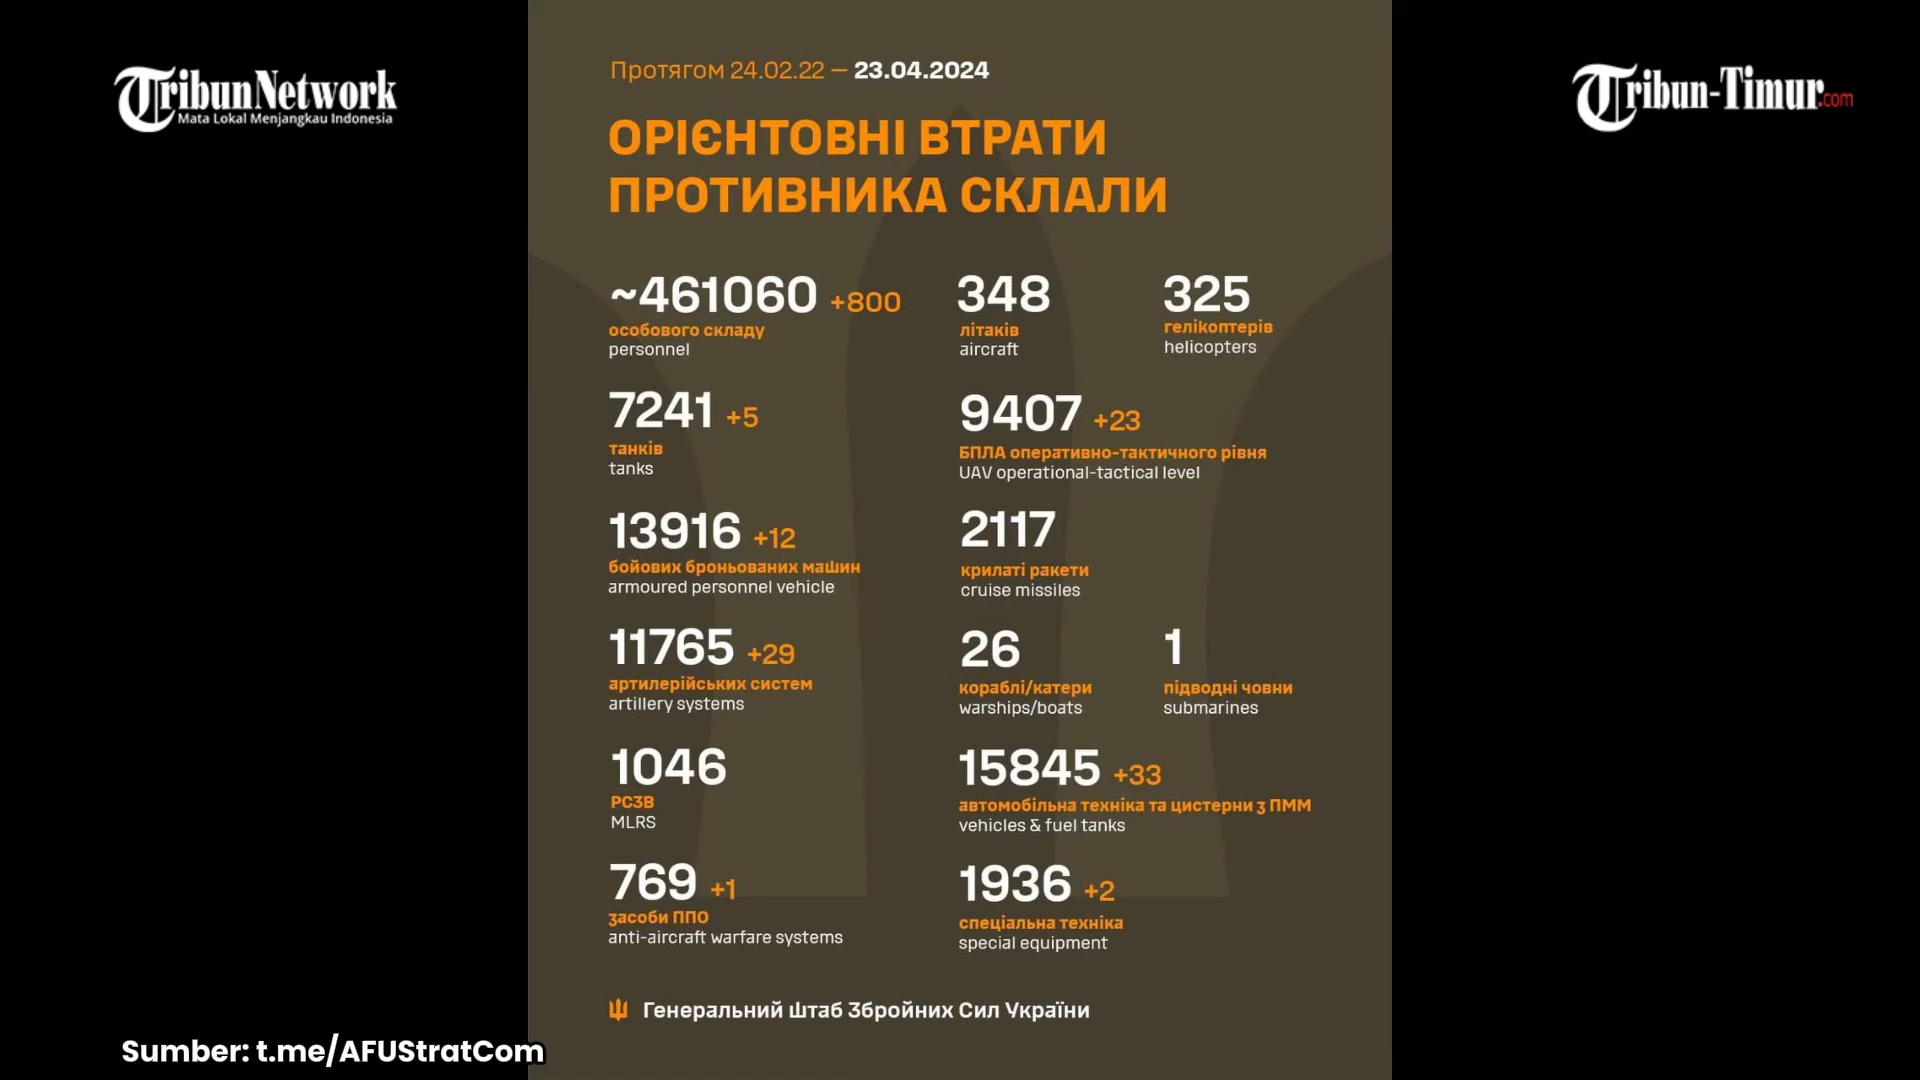 TribunNetwork
Mata Lokal Menjangkau Indonesia
Tribun-Timur.com
Протягом 24.02.22 — 23.04.2024
ОРІЄНТОВНІ ВТРАТИ
ПРОТИВНИКА СКЛАЛИ
~461060 +800
особового складу
personnel
348
літаків
aircraft
325
гелікоптерів
helicopters
7241 +5
танків
tanks
9407 +23
БПЛА оперативно-тактичного рівня
UAV operational-tactical level
13916 +12
бойових броньованих машин
armoured personnel vehicle
2117
крилаті ракети
cruise missiles
11765 +29
артилерійських систем
artillery systems
26
кораблі/катери
warships/boats
1
підводні човни
submarines
1046
РСЗВ
MLRS
15845 +33
автомобільна техніка та цистерни з ПММ
vehicles & fuel tanks
769 +1
засоби ППО
anti-aircraft warfare systems
1936 +2
спеціальна техніка
special equipment
Генеральний штаб Збройних Сил України
Sumber: t.me/AFUStratCom